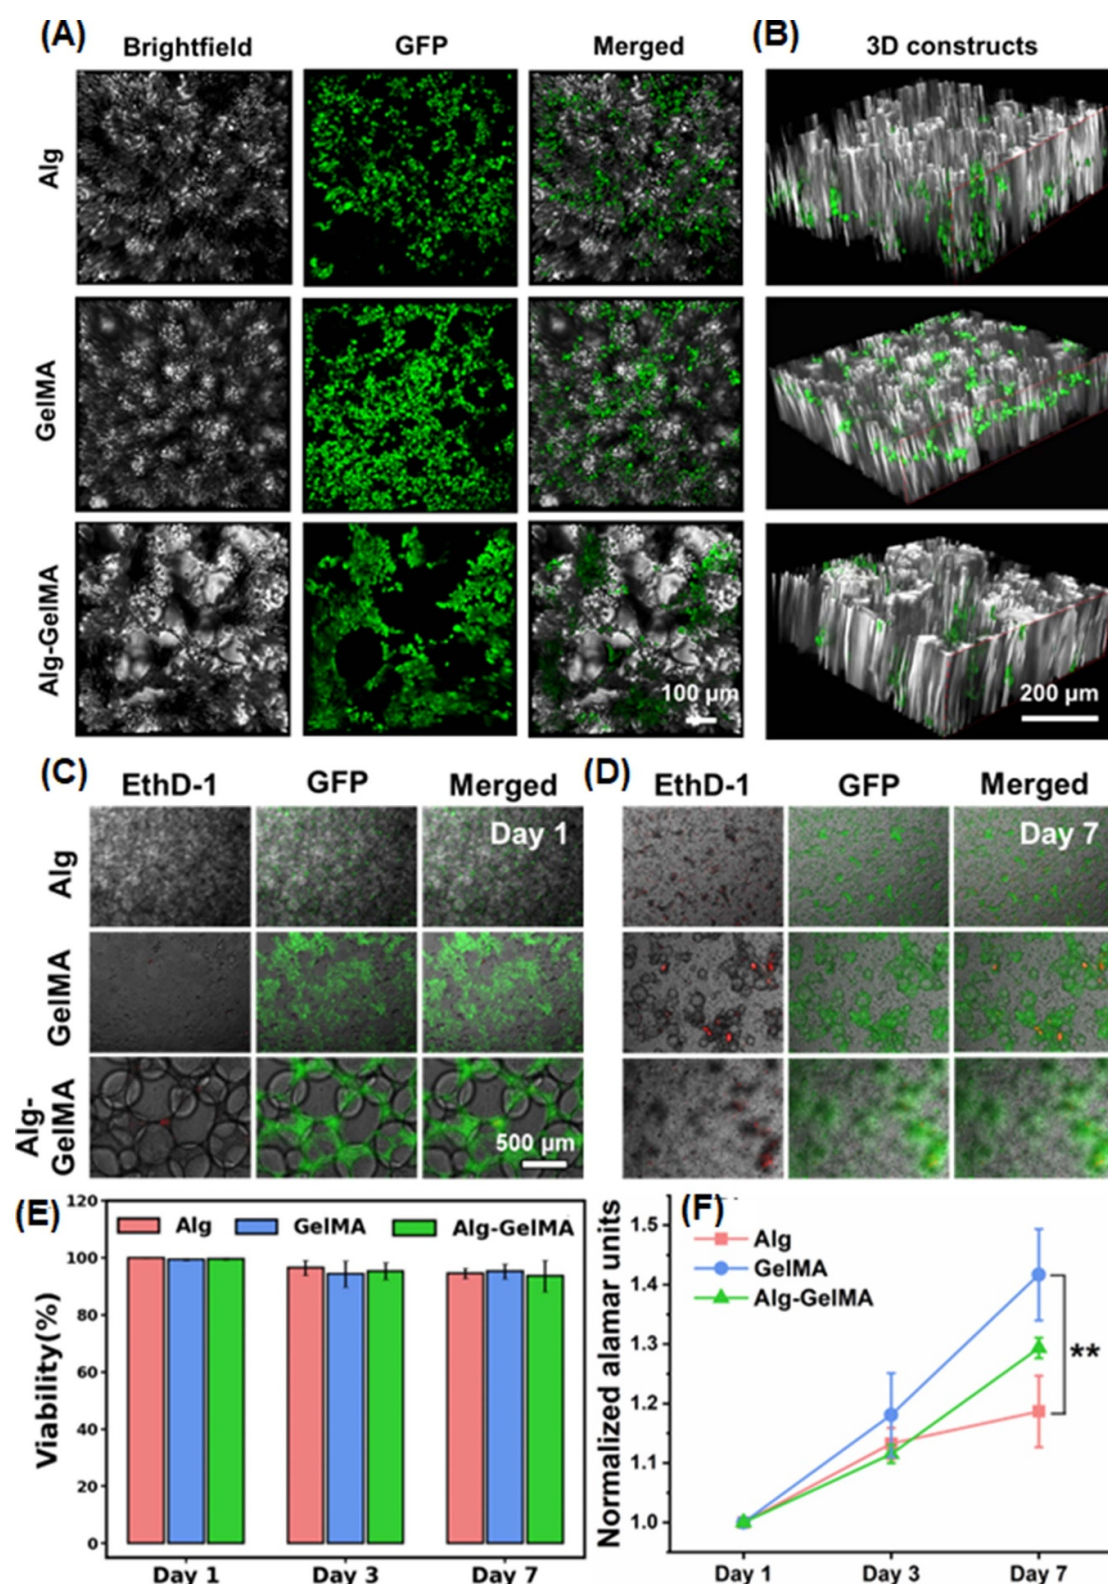 (A)
Brightfield GFP Merged
Alg
GelMA
Alg-GelMA
100 µm
(B)
3D constructs
200 µm
(C)
EthD-1 GFP Merged
Day 1
Alg
GelMA
Alg-
GelMA
500 µm
(D)
EthD-1 GFP Merged
Day 7
(E)
Viability(%)
120
100
80
60
40
20
0
Alg GelMA Alg-GelMA
Day 1 Day 3 Day 7
(F)
Normalized alamar units
1.5
1.4
1.3
1.2
1.1
1.0
Alg
GelMA
Alg-GelMA
**
Day 1 Day 3 Day 7